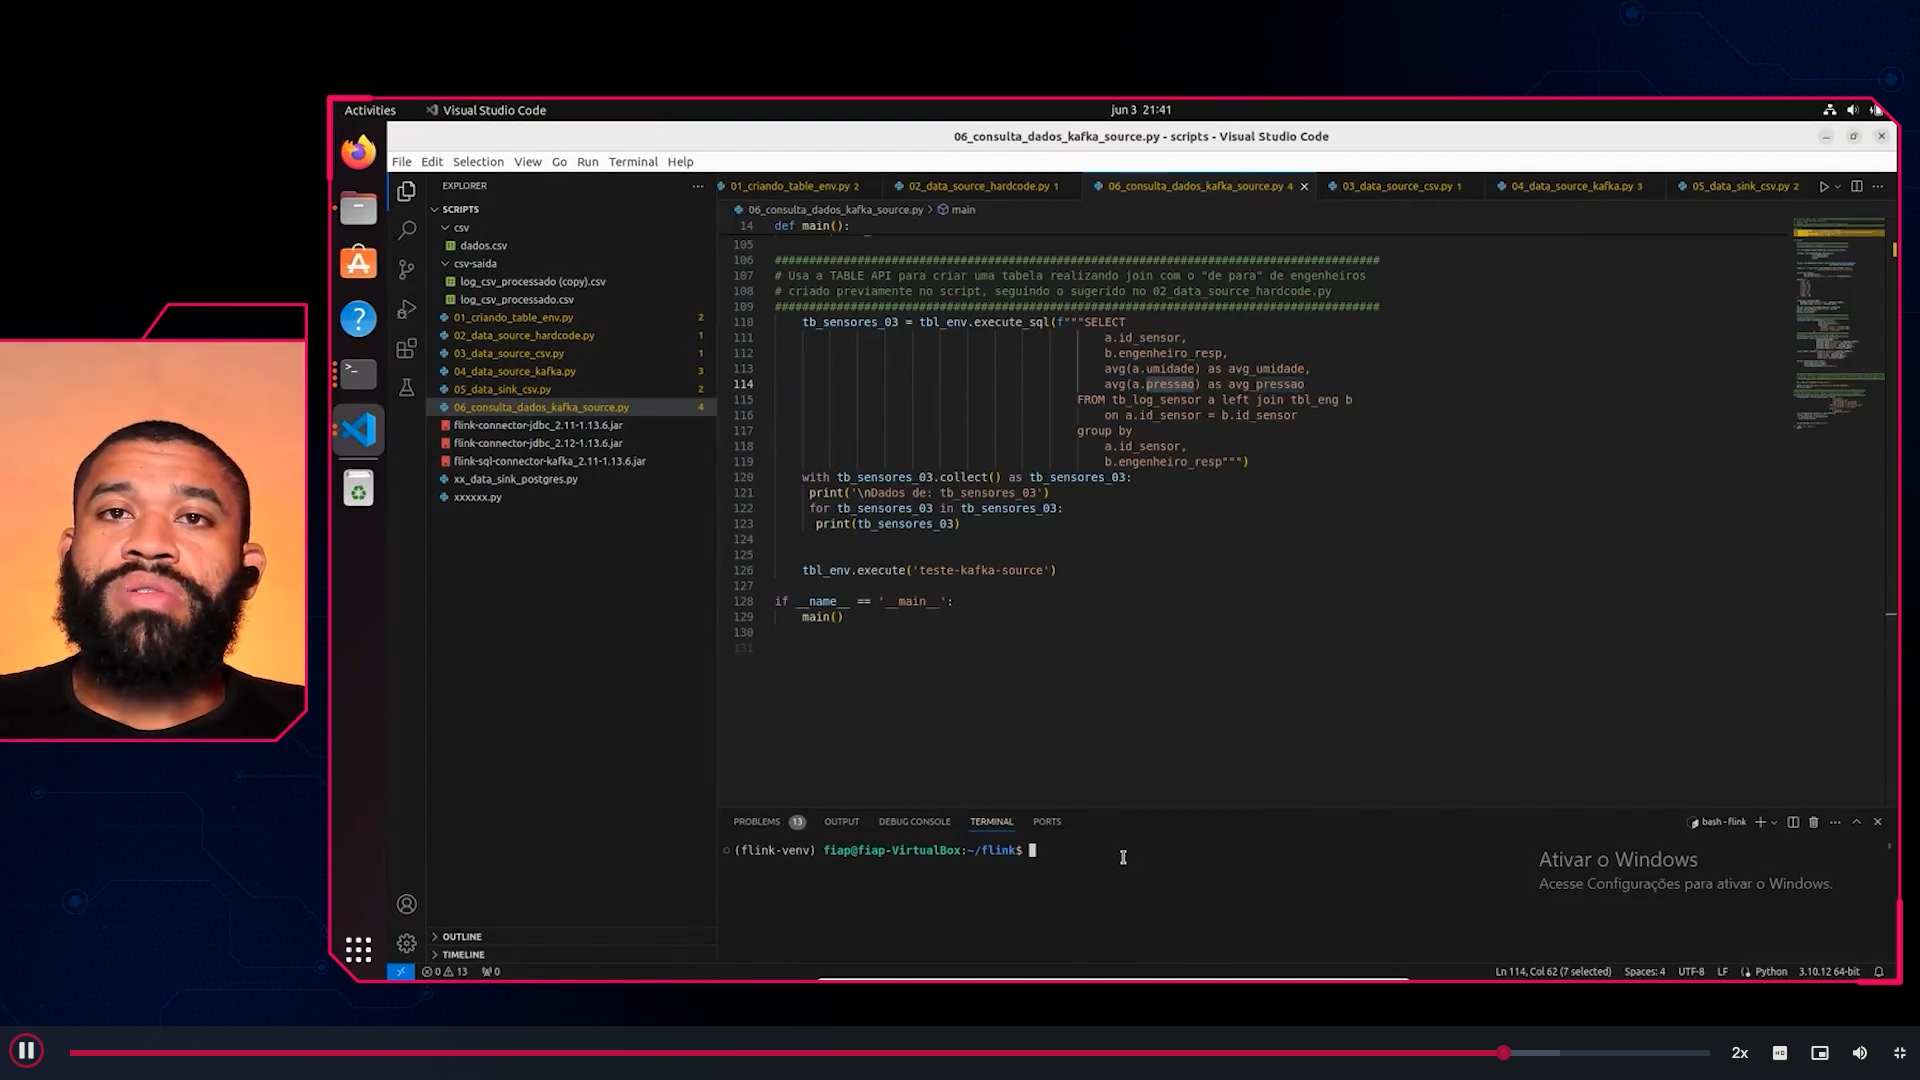 Activities
Visual Studio Code
jun 3 21:41
06_consulta_dados_kafka_source.py - scripts - Visual Studio Code
File Edit Selection View Go Run Terminal Help
EXPLORER
SCRIPTS
csv
dados.csv
csv-saida
log_csv_processado (copy).csv
log_csv_processado.csv
01_criando_table_env.py 2
02_data_source_hardcode.py 1
03_data_source_csv.py 1
04_data_source_kafka.py 3
05_data_sink_csv.py 2
06_consulta_dados_kafka_source.py 4
flink-connector-jdbc_2.11-1.13.6.jar
flink-connector-jdbc_2.12-1.13.6.jar
flink-sql-connector-kafka_2.11-1.13.6.jar
xx_data_sink_postgres.py
xxxxxx.py
OUTLINE
TIMELINE
01_criando_table_env.py 2
02_data_source_hardcode.py 1
06_consulta_dados_kafka_source.py 4
03_data_source_csv.py 1
04_data_source_kafka.py 3
05_data_sink_csv.py 2
06_consulta_dados_kafka_source.py > main
14 def main():
105
106 ########################################################################################
107 # Usa a TABLE API para criar uma tabela realizando join com o "de para" de engenheiros
108 # criado previamente no script, seguindo o sugerido no 02_data_source_hardcode.py
109 ########################################################################################
110 tb_sensores_03 = tbl_env.execute_sql(f"""SELECT
111 a.id_sensor,
112 b.engenheiro_resp,
113 avg(a.umidade) as avg_umidade,
114 avg(a.pressao) as avg_pressao
115 FROM tb_log_sensor a left join tbl_eng b
116 on a.id_sensor = b.id_sensor
117 group by
118 a.id_sensor,
119 b.engenheiro_resp""")
120 with tb_sensores_03.collect() as tb_sensores_03:
121 print('\nDados de: tb_sensores_03')
122 for tb_sensores_03 in tb_sensores_03:
123 print(tb_sensores_03)
124
125
126 tbl_env.execute('teste-kafka-source')
127
128 if __name__ == '__main__':
129 main()
130
131
PROBLEMS 13 OUTPUT DEBUG CONSOLE TERMINAL PORTS
bash - flink
(flink-venv) fiap@fiap-VirtualBox:~/flink$
Ativar o Windows
Acesse Configurações para ativar o Windows.
0 13 0
Ln 114, Col 62 (7 selected) Spaces: 4 UTF-8 LF Python 3.10.12 64-bit
2x